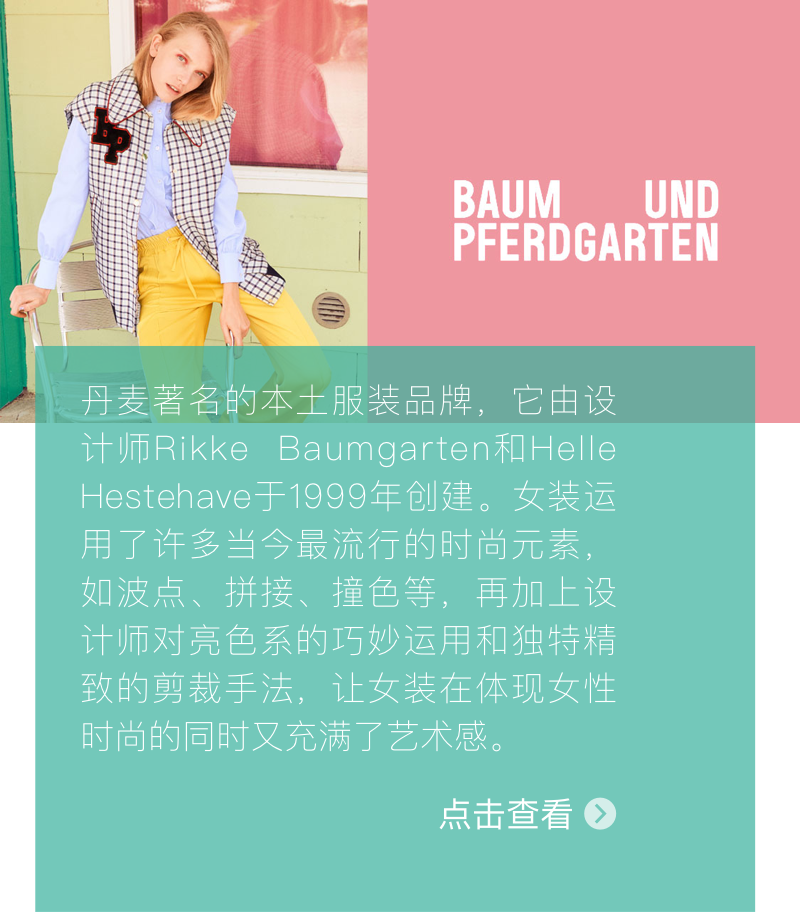 BAUM UND
PFERDGARTEN
丹麦著名的本土服装品牌，它由设
计师Rikke Baumgarten和Helle
Hestehave于1999年创建。女装运
用了许多当今最流行的时尚元素，
如波点、拼接、撞色等，再加上设
计师对亮色系的巧妙运用和独特精
致的剪裁手法，让女装在体现女性
时尚的同时又充满了艺术感。
点击查看